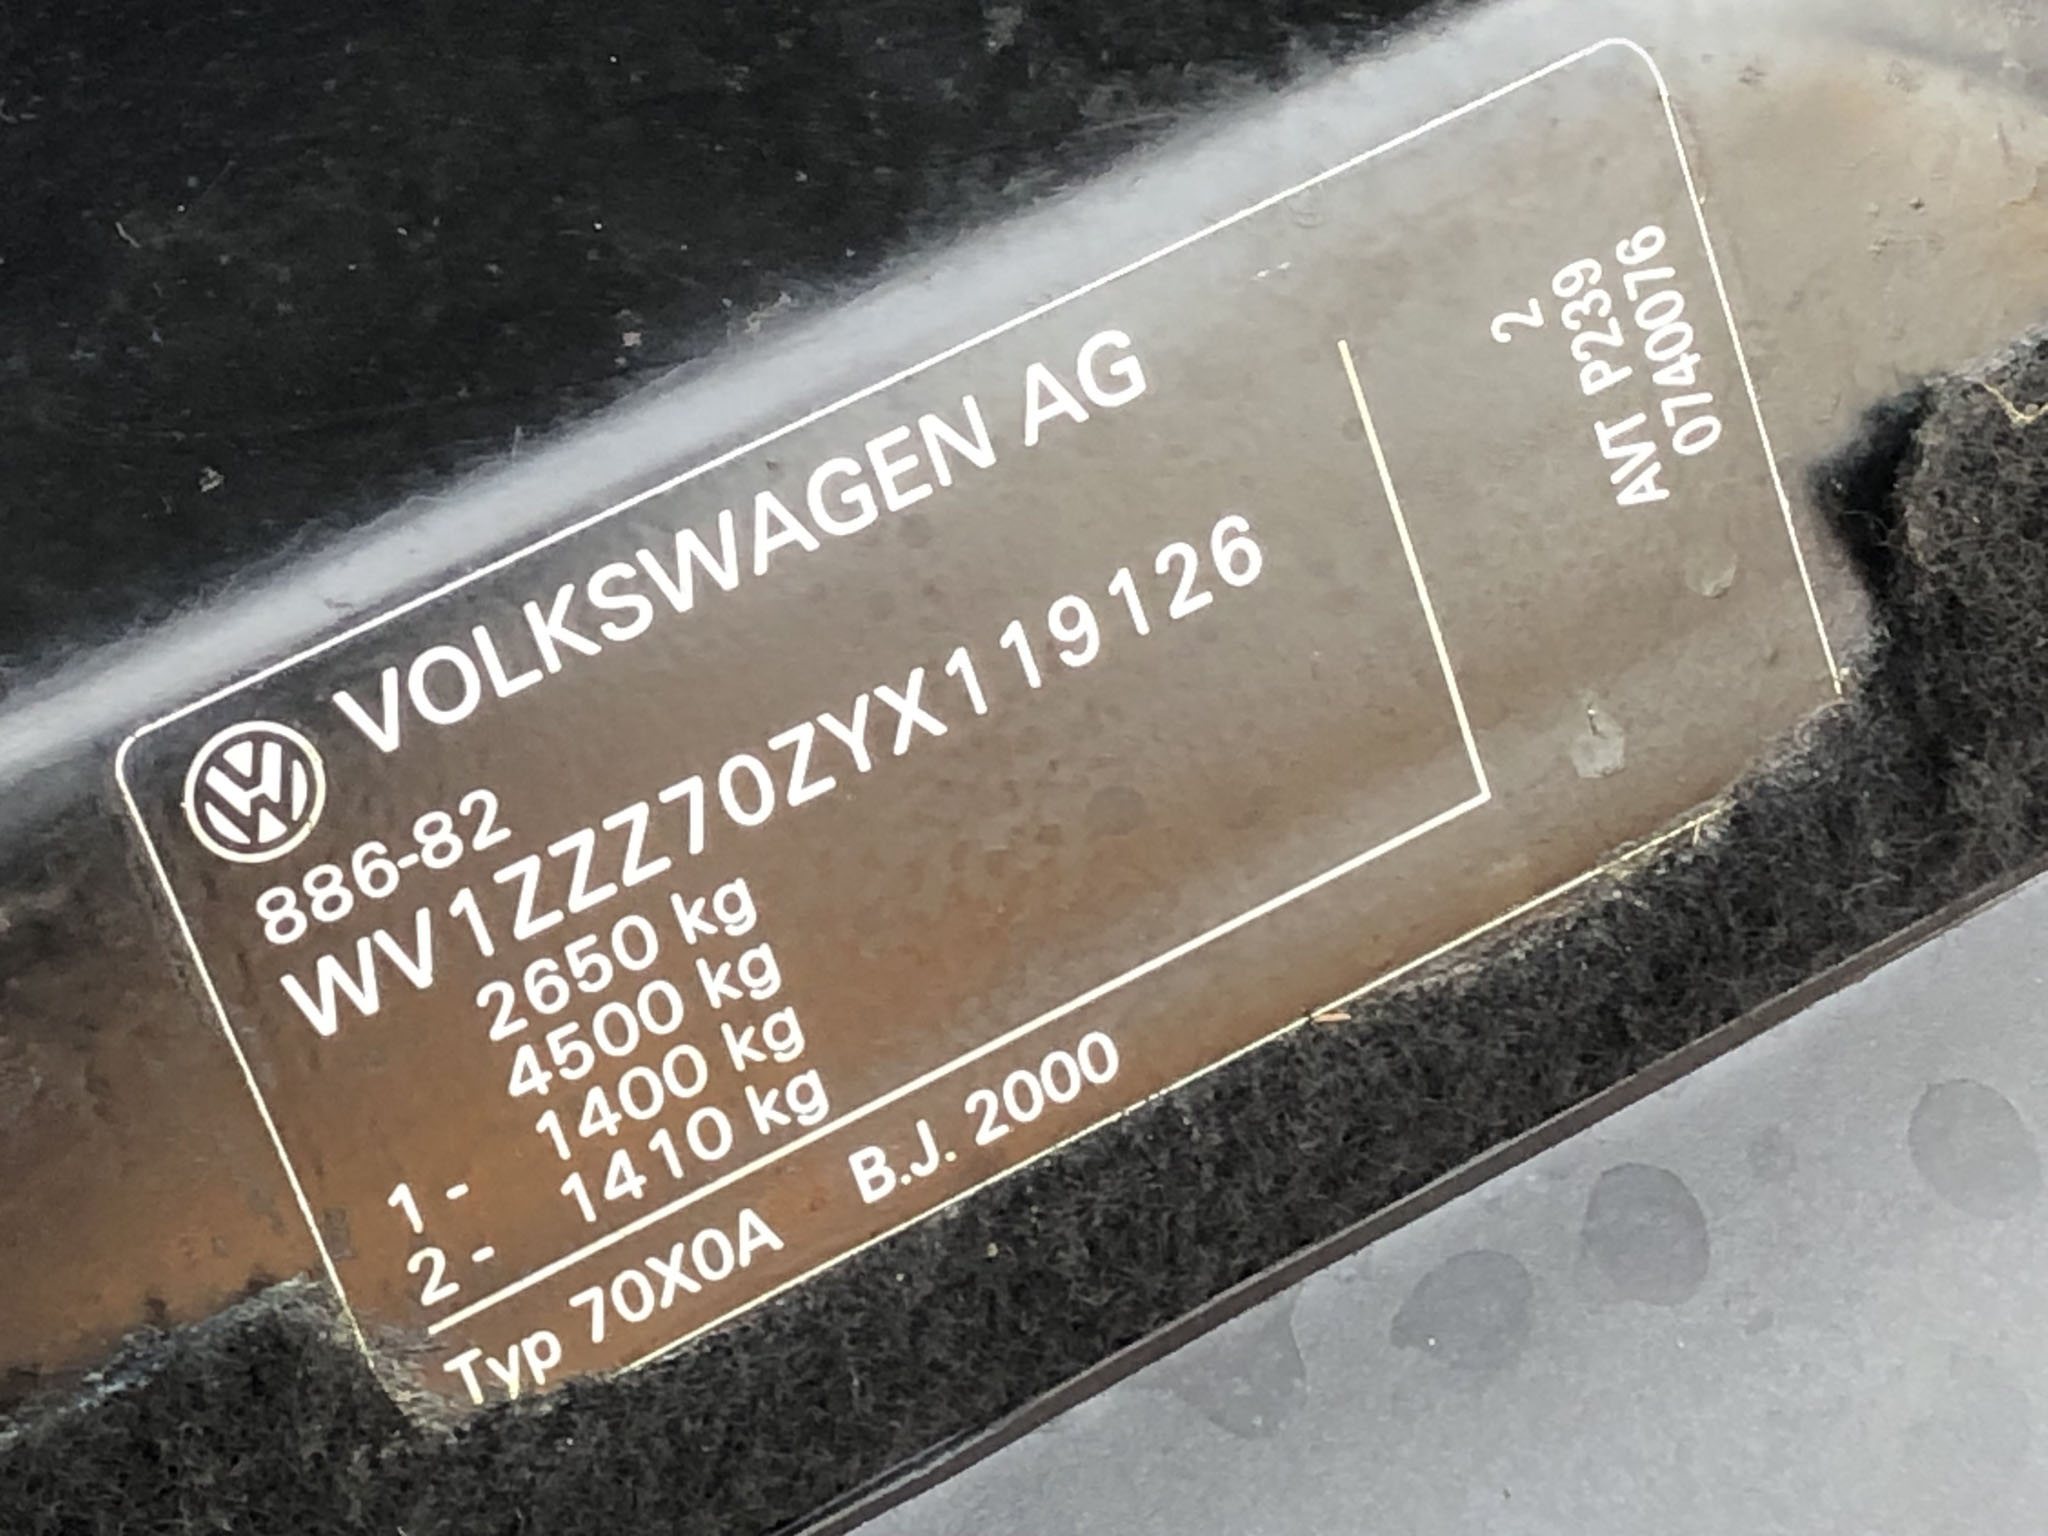 VOLKSWAGEN AG
886-82
WV1ZZZ70ZYX119126
2650 kg
4500 kg
1 - 1400 kg
2 - 1410 kg
Typ 70X0A B.J. 2000
2
AVT P239
0740076